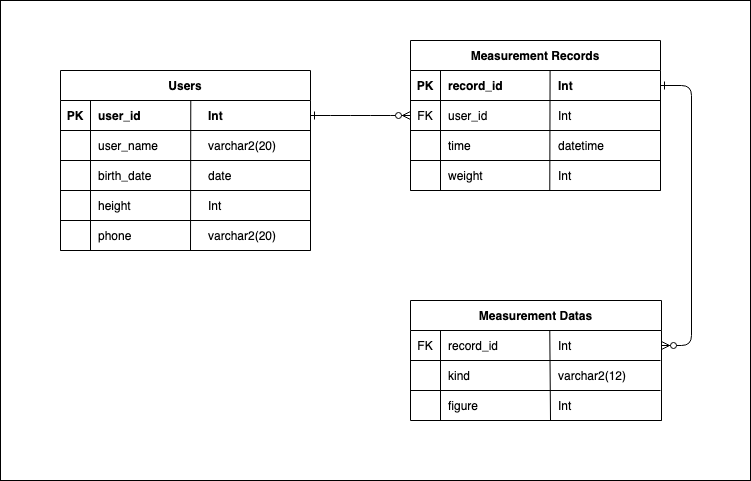 Users
PK user_id Int
user_name varchar2(20)
birth_date date
height Int
phone varchar2(20)
Measurement Records
PK record_id Int
FK user_id Int
time datetime
weight Int
Measurement Datas
FK record_id Int
kind varchar2(12)
figure Int